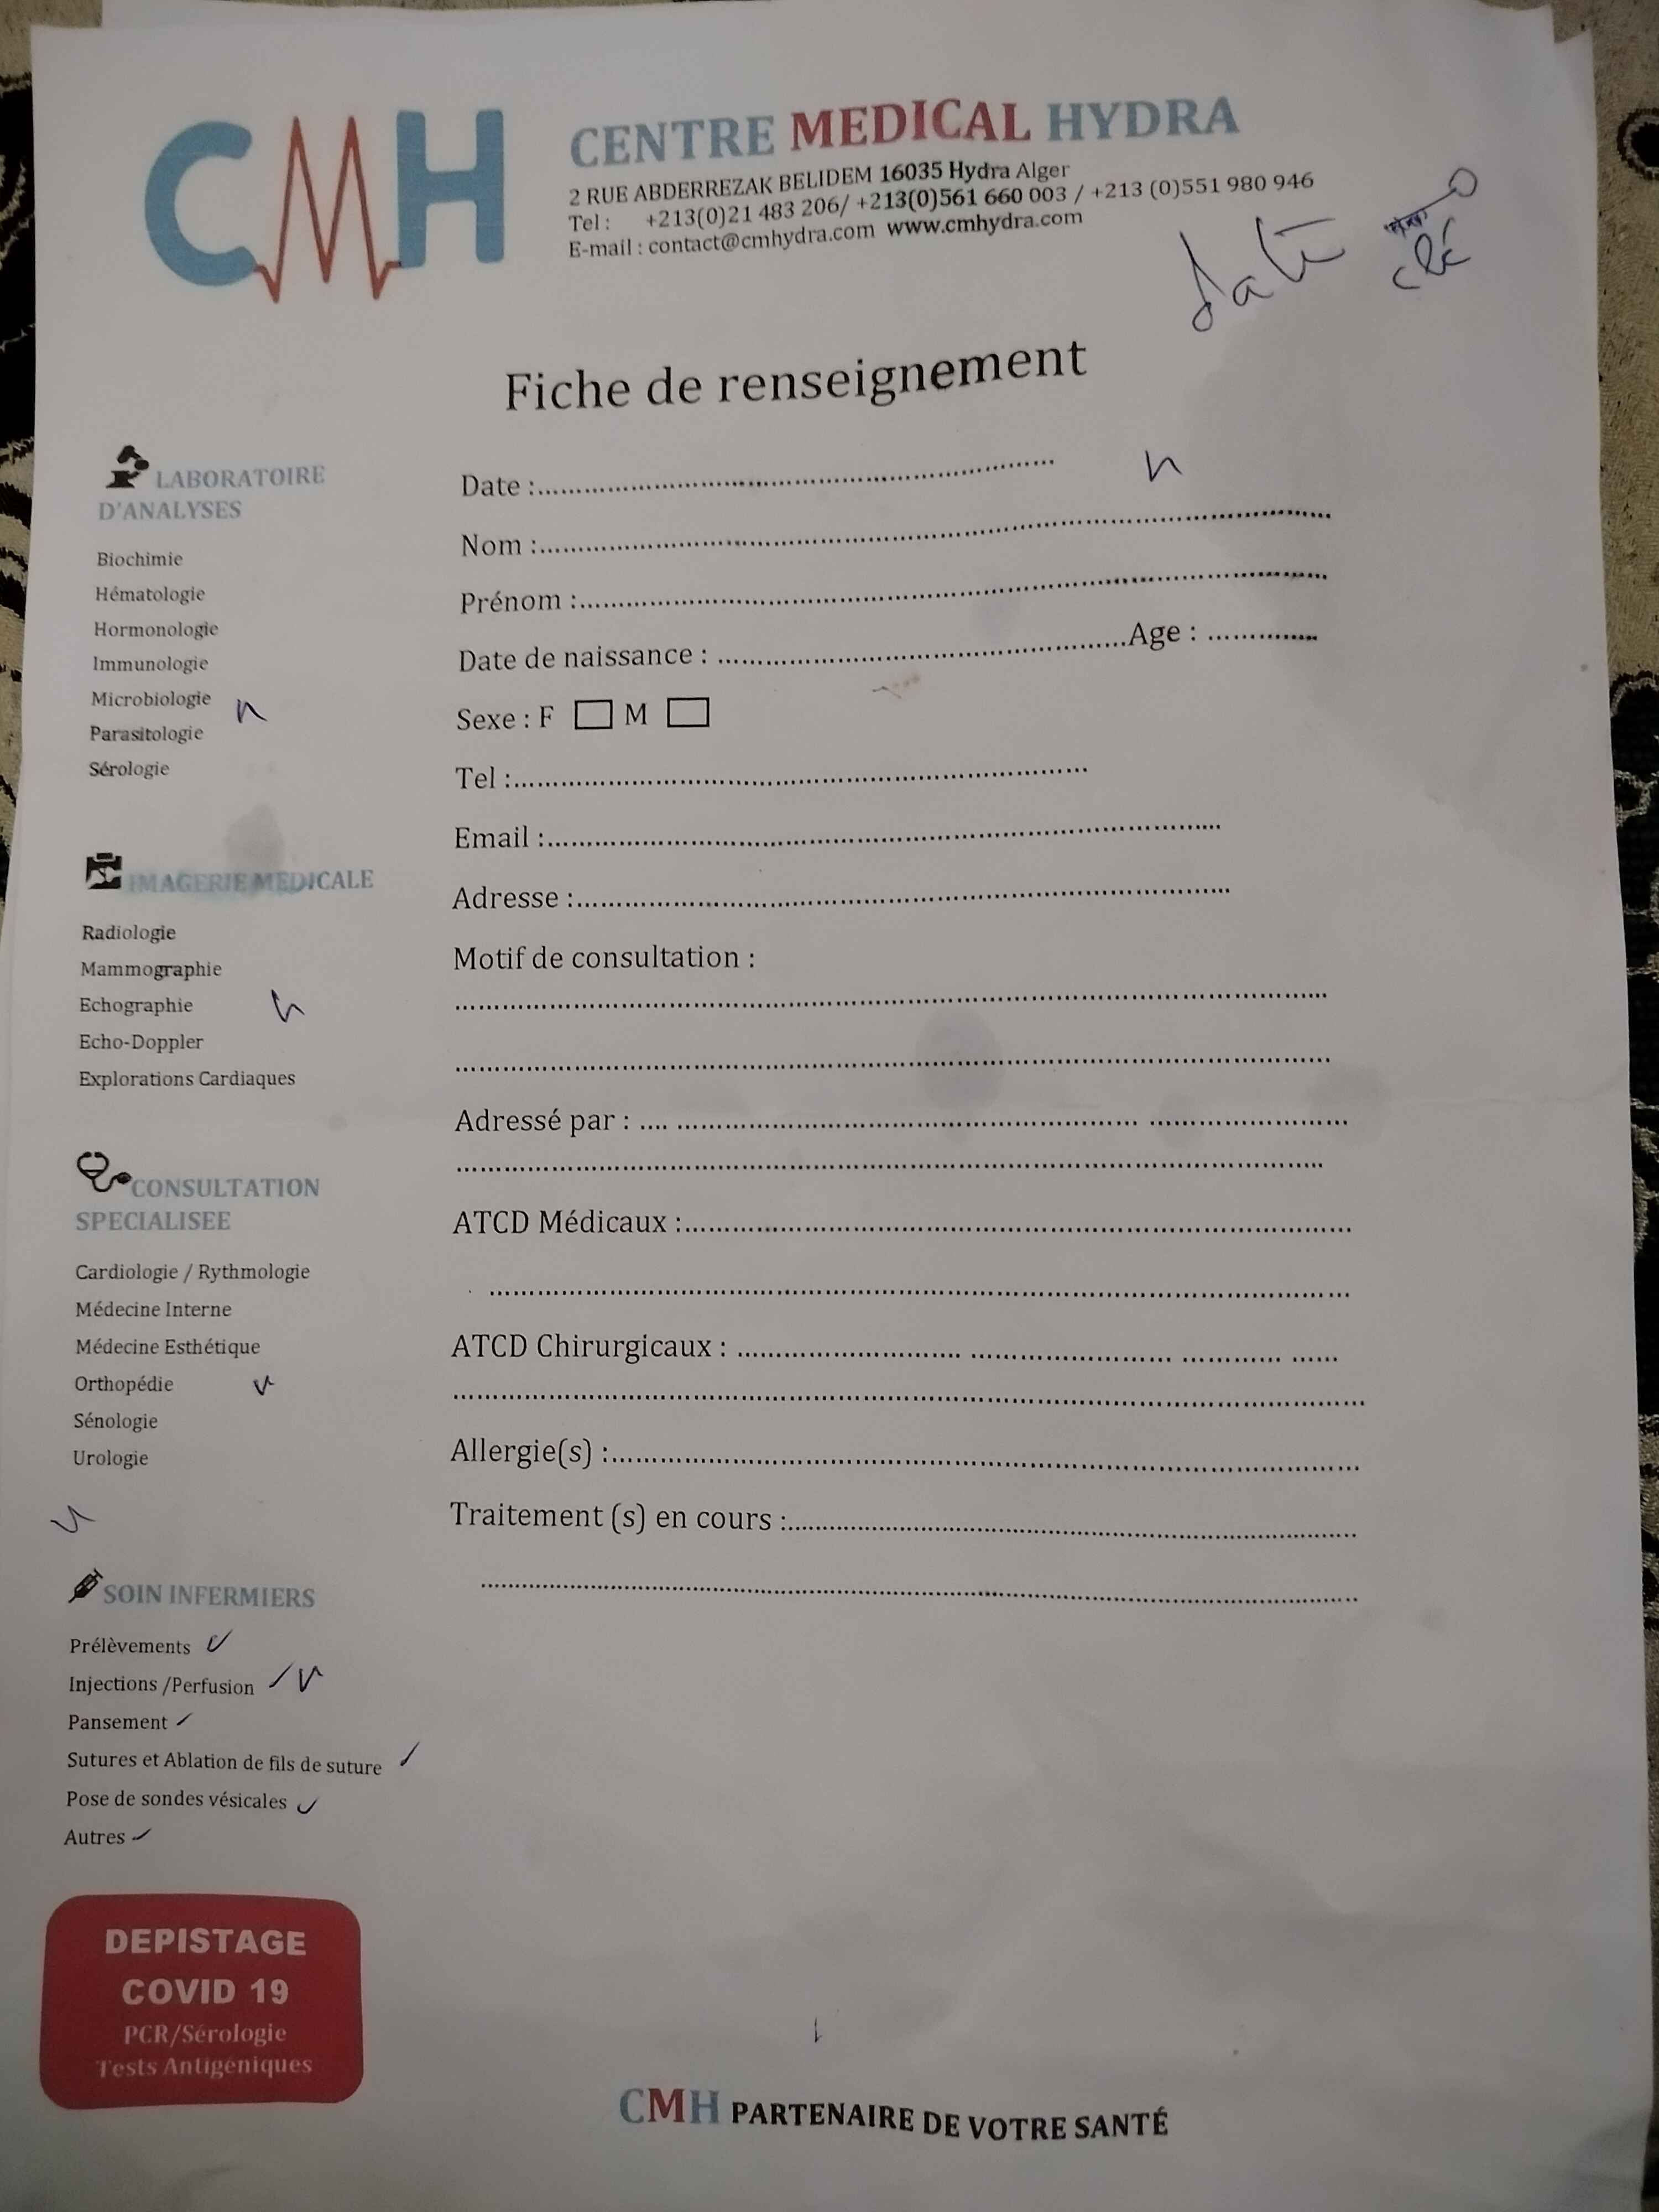 CMH
CENTRE MEDICAL HYDRA
2 RUE ABDERREZAK BELIDEM 16035 Hydra Alger
Tel : +213(0)21 483 206/ +213(0)561 660 003 / +213 (0)551 980 946
E-mail : contact@cmhydra.com www.cmhydra.com
date
clé
Fiche de renseignement
LABORATOIRE
D'ANALYSES
Biochimie
Hématologie
Hormonologie
Immunologie
Microbiologie
Parasitologie
Sérologie
IMAGERIE MEDICALE
Radiologie
Mammographie
Echographie
Echo-Doppler
Explorations Cardiaques
CONSULTATION
SPECIALISEE
Cardiologie / Rythmologie
Médecine Interne
Médecine Esthétique
Orthopédie
Sénologie
Urologie
SOIN INFERMIERS
Prélèvements
Injections /Perfusion
Pansement
Sutures et Ablation de fils de suture
Pose de sondes vésicales
Autres
DEPISTAGE
COVID 19
PCR/Sérologie
Tests Antigéniques
Date :
Nom :
Prénom :
Date de naissance : Age :
Sexe : F M
Tel :
Email :
Adresse :
Motif de consultation :
Adressé par :
ATCD Médicaux :
ATCD Chirurgicaux :
Allergie(s) :
Traitement (s) en cours :
CMH PARTENAIRE DE VOTRE SANTÉ